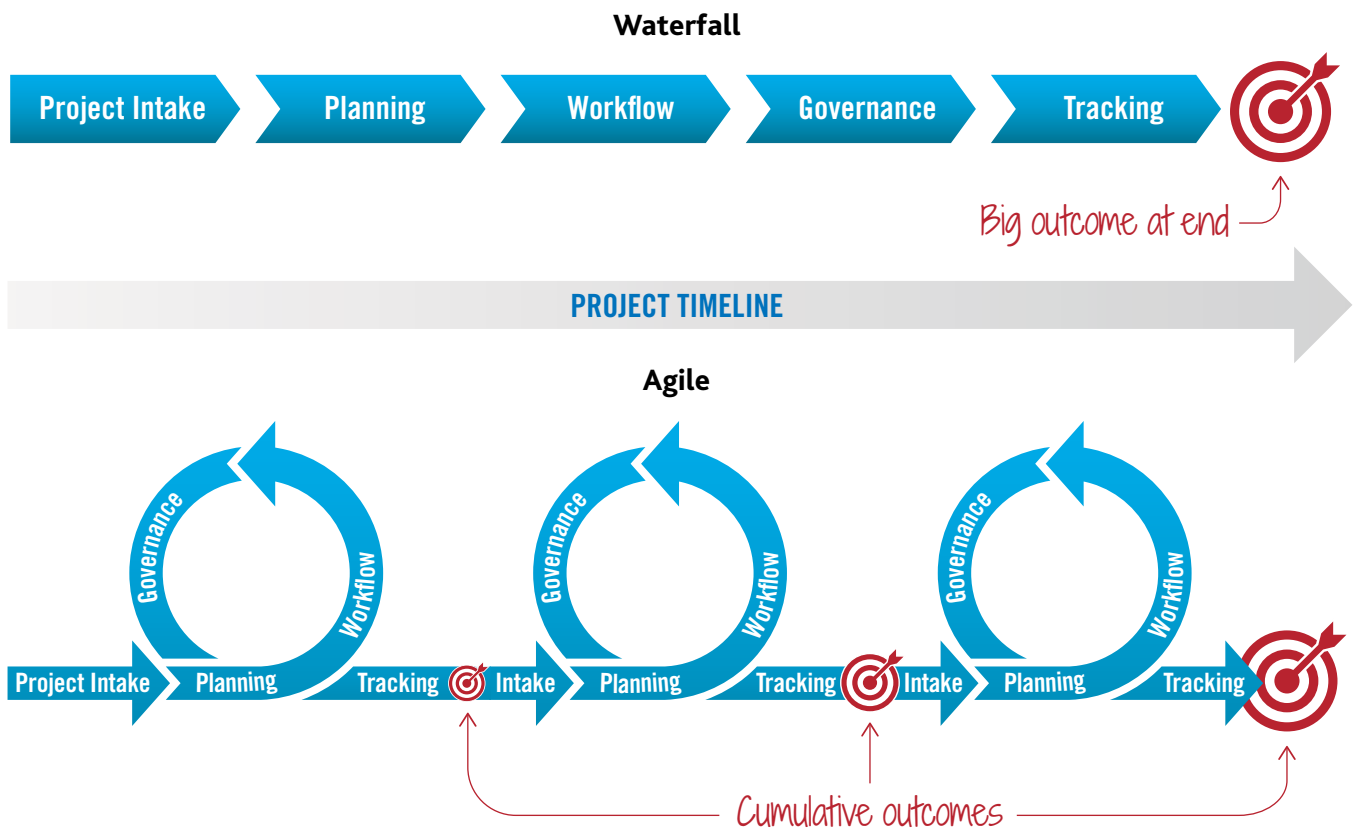 Waterfall
Project Intake
Planning
Workflow
Governance
Tracking
Big outcome at end
PROJECT TIMELINE
Agile
Governance
Workflow
Project Intake
Planning
Tracking
Governance
Workflow
Intake
Planning
Tracking
Governance
Workflow
Intake
Planning
Tracking
Cumulative outcomes